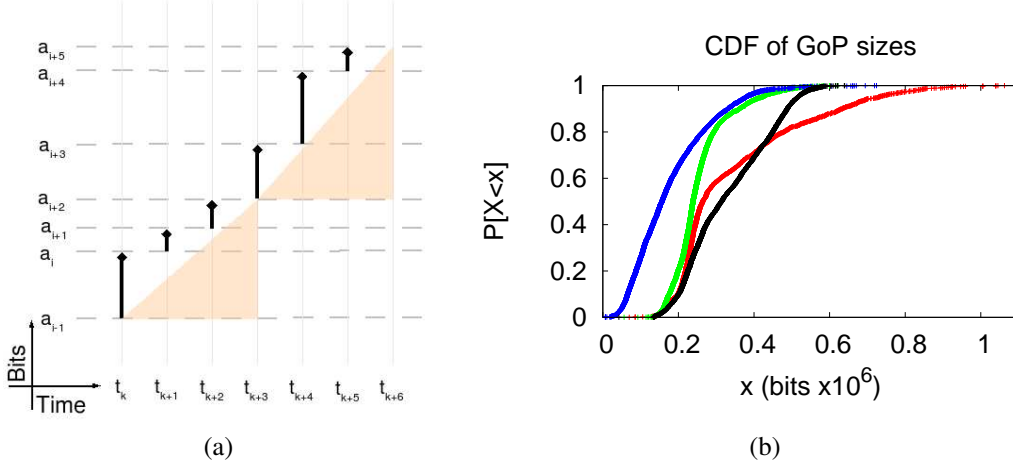 a_{i+5}
a_{i+4}
a_{i+3}
a_{i+2}
a_{i+1}
a_i
a_{i-1}
Bits
Time
t_k t_{k+1} t_{k+2} t_{k+3} t_{k+4} t_{k+5} t_{k+6}
(a)
CDF of GoP sizes
P[X<x]
1
0.8
0.6
0.4
0.2
0
0 0.2 0.4 0.6 0.8 1
x (bits x10^6)
(b)